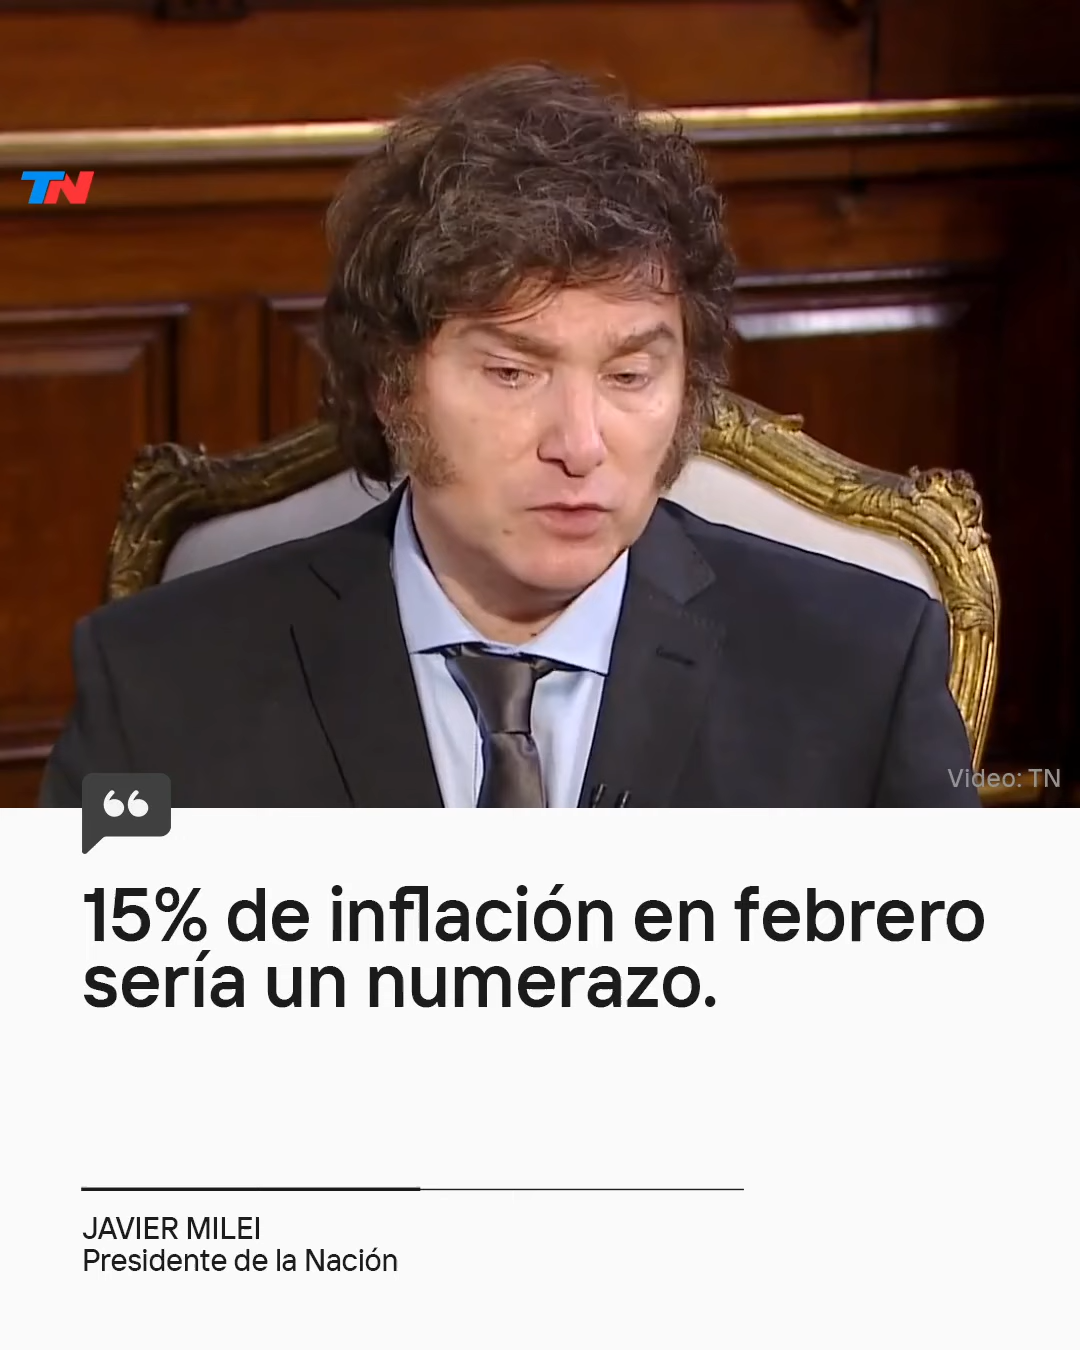 TN
Video: TN
15% de inflación en febrero
sería un numerazo.
JAVIER MILEI
Presidente de la Nación